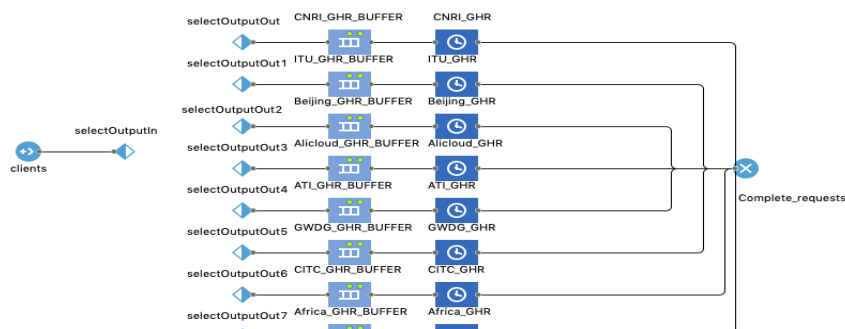 CNRI_GHR_BUFFER CNRI_GHR
selectOutputOut
ITU_GHR_BUFFER ITU_GHR
selectOutputOut1
Beijing_GHR_BUFFER Beijing_GHR
selectOutputOut2
selectOutputIn
Alicloud_GHR_BUFFER Alicloud_GHR
selectOutputOut3
clients
ATI_GHR_BUFFER ATI_GHR
selectOutputOut4
Complete_requests
GWDG_GHR_BUFFER GWDG_GHR
selectOutputOut5
CITC_GHR_BUFFER CITC_GHR
selectOutputOut6
Africa_GHR_BUFFER Africa_GHR
selectOutputOut7